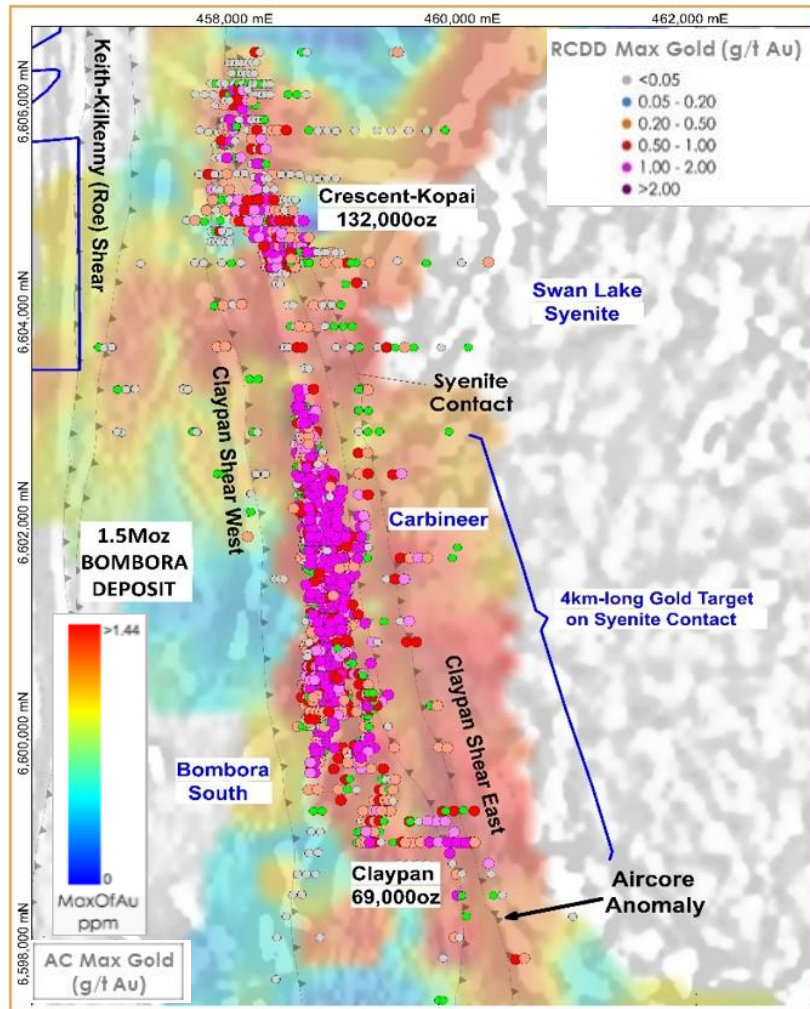 458,000 mE
460,000 mE
462,000 mE
6,606,000 mN
6,604,000 mN
6,602,000 mN
6,600,000 mN
6,598,000 mN
Keith-Kilkenny (Roe) Shear
RCDD Max Gold (g/t Au)
<0.05
0.05 - 0.20
0.20 - 0.50
0.50 - 1.00
1.00 - 2.00
>2.00
Crescent-Kopai
132,000oz
Swan Lake
Syenite
Syenite
Contact
Claypan Shear West
Carbineer
1.5Moz
BOMBORA
DEPOSIT
4km-long Gold Target
on Syenite Contact
>1.44
0
MaxOfAu
ppm
Claypan Shear East
Bombora
South
Claypan
69,000oz
Aircore
Anomaly
AC Max Gold
(g/t Au)